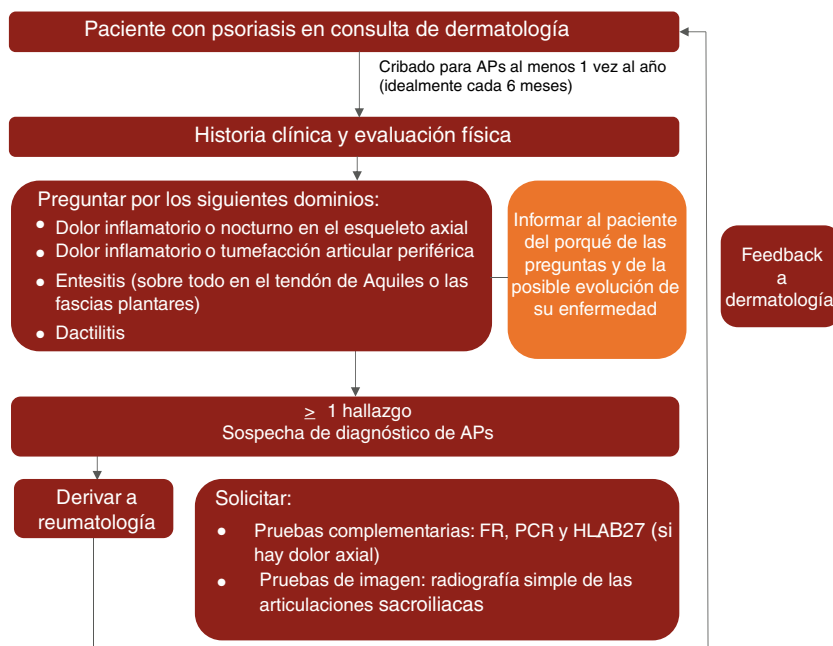 Paciente con psoriasis en consulta de dermatología
Cribado para APs al menos 1 vez al año
(idealmente cada 6 meses)
Historia clínica y evaluación física
Preguntar por los siguientes dominios:
• Dolor inflamatorio o nocturno en el esqueleto axial
• Dolor inflamatorio o tumefacción articular periférica
• Entesitis (sobre todo en el tendón de Aquiles o las
fascias plantares)
• Dactilitis
Informar al paciente
del porqué de las
preguntas y de la
posible evolución de
su enfermedad
Feedback
a
dermatología
≥ 1 hallazgo
Sospecha de diagnóstico de APs
Derivar a
reumatología
Solicitar:
• Pruebas complementarias: FR, PCR y HLAB27 (si
hay dolor axial)
• Pruebas de imagen: radiografía simple de las
articulaciones sacroiliacas